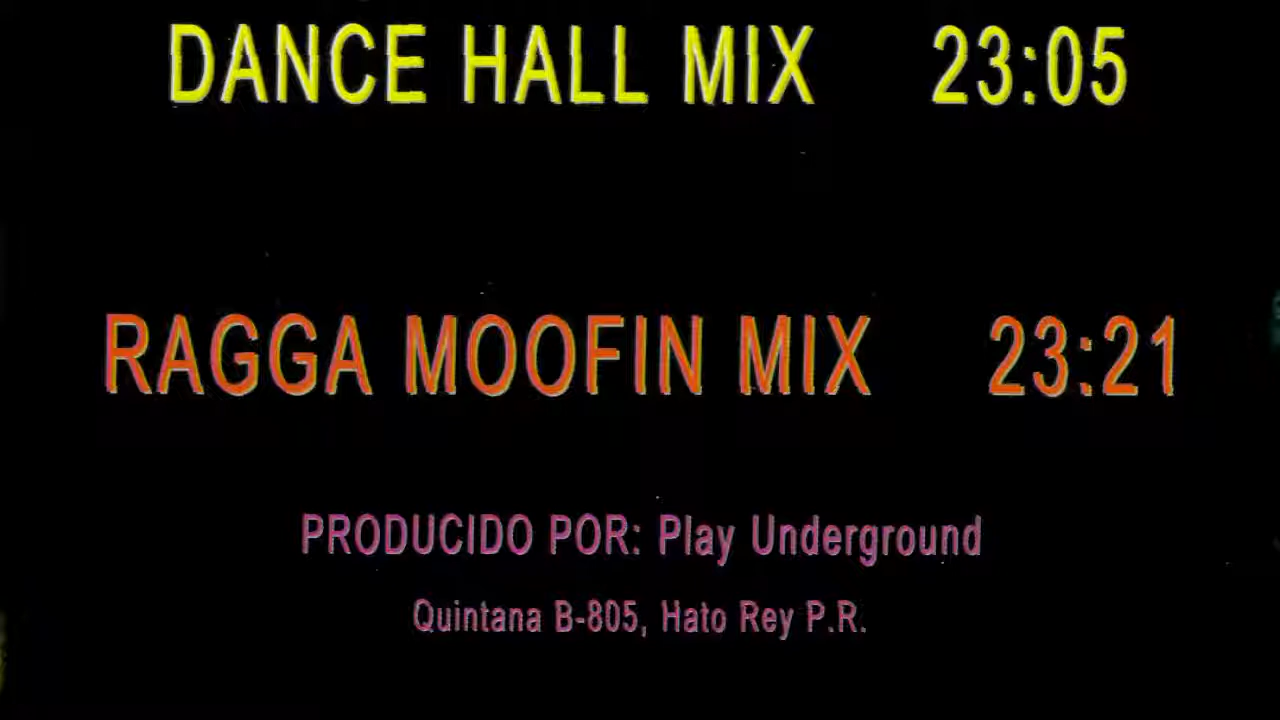 DANCE HALL MIX 23:05
RAGGA MOOFIN MIX 23:21
PRODUCIDO POR: Play Underground
Quintana B-805, Hato Rey P.R.